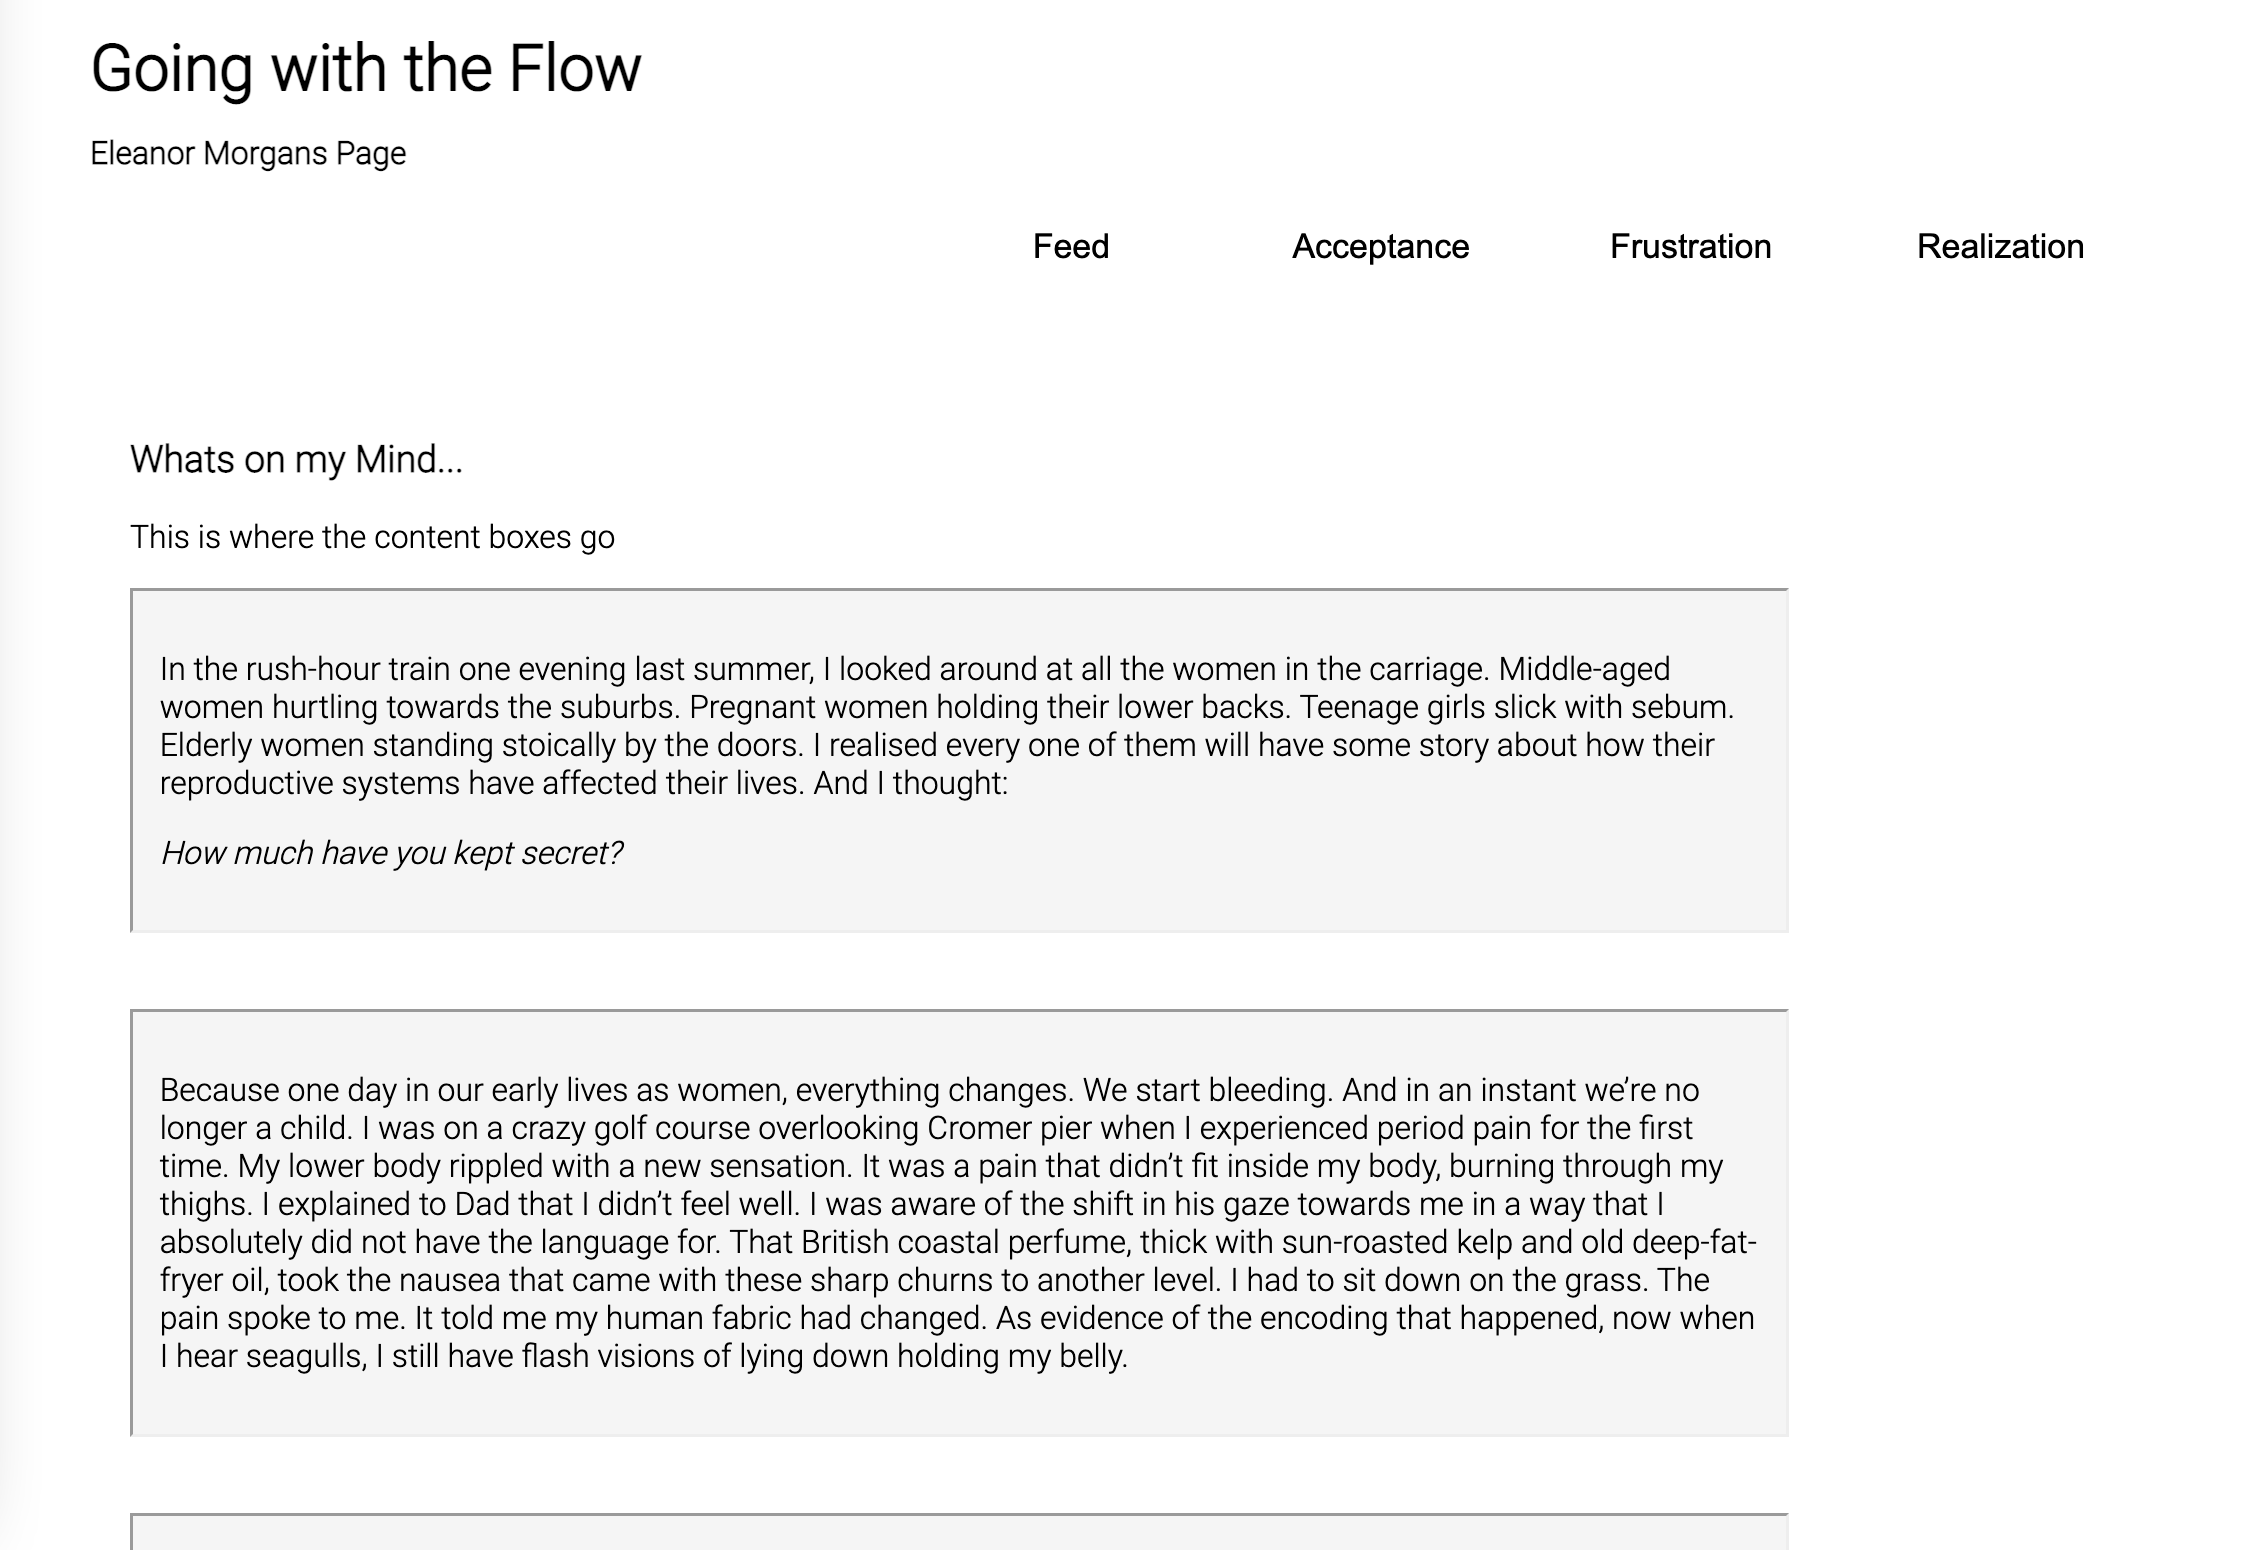 Going with the Flow
Eleanor Morgans Page
Feed Acceptance Frustration Realization
Whats on my Mind...
This is where the content boxes go
In the rush-hour train one evening last summer, I looked around at all the women in the carriage. Middle-aged
women hurtling towards the suburbs. Pregnant women holding their lower backs. Teenage girls slick with sebum.
Elderly women standing stoically by the doors. I realised every one of them will have some story about how their
reproductive systems have affected their lives. And I thought:
How much have you kept secret?
Because one day in our early lives as women, everything changes. We start bleeding. And in an instant we’re no
longer a child. I was on a crazy golf course overlooking Cromer pier when I experienced period pain for the first
time. My lower body rippled with a new sensation. It was a pain that didn’t fit inside my body, burning through my
thighs. I explained to Dad that I didn’t feel well. I was aware of the shift in his gaze towards me in a way that I
absolutely did not have the language for. That British coastal perfume, thick with sun-roasted kelp and old deep-fat-
fryer oil, took the nausea that came with these sharp churns to another level. I had to sit down on the grass. The
pain spoke to me. It told me my human fabric had changed. As evidence of the encoding that happened, now when
I hear seagulls, I still have flash visions of lying down holding my belly.